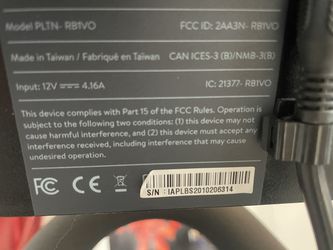 Model PLTN- RB1VO
FCC ID: 2AA3N- RB1VO
Made in Taiwan / Fabriqué en Taïwan
CAN ICES-3 (B)/NMB-3(B)
Input: 12V⎓ 4.16A
IC: 21377- RB1VO
This device complies with Part 15 of the FCC Rules. Operation is
subject to the following two conditions: (1) this device may not
cause harmful interference, and (2) this device must accept any
interference received, including interference that may cause
undesired operation.
FC CE
S/N : IAPLBS2010206314